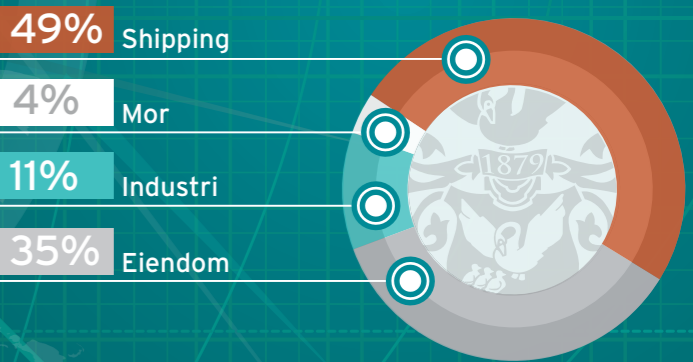 49% Shipping
4% Mor
11% Industri
35% Eiendom
1879